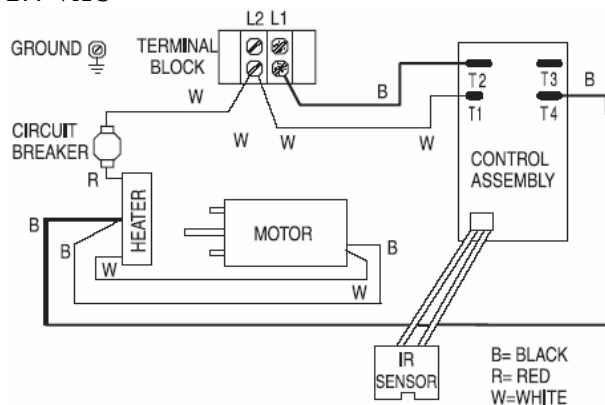 L2 L1
GROUND
TERMINAL
BLOCK
T2
T3
B
B
W
T1
T4
CIRCUIT
BREAKER
W
W
W
CONTROL
ASSEMBLY
R
HEATER
MOTOR
B
B
B
W
W
IR
SENSOR
B= BLACK
R= RED
W=WHITE